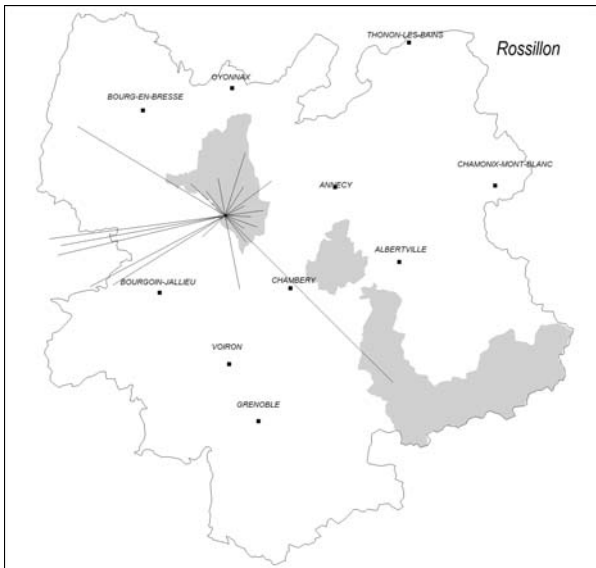 THONON-LES-BAINS
Rossillon
OYONNAX
BOURG-EN-BRESSE
CHAMONIX-MONT-BLANC
ANNECY
ALBERTVILLE
BOURGOIN-JALLIEU
CHAMBERY
VOIRON
GRENOBLE